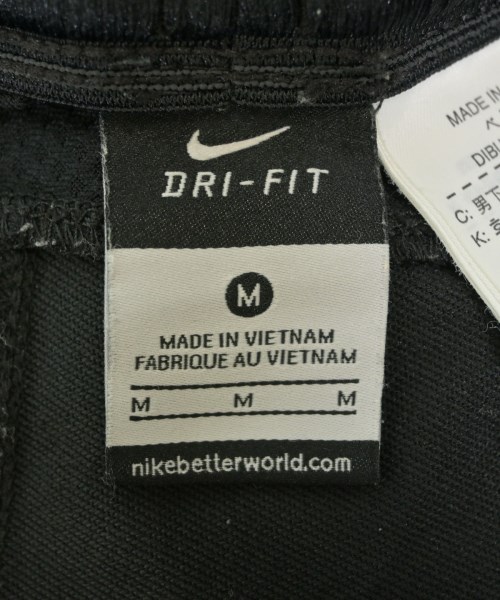 DRI-FIT
M
MADE IN VIETNAM
FABRIQUE AU VIETNAM
M M M
nikebetterworld.com
MADE IN
C: 男
K: